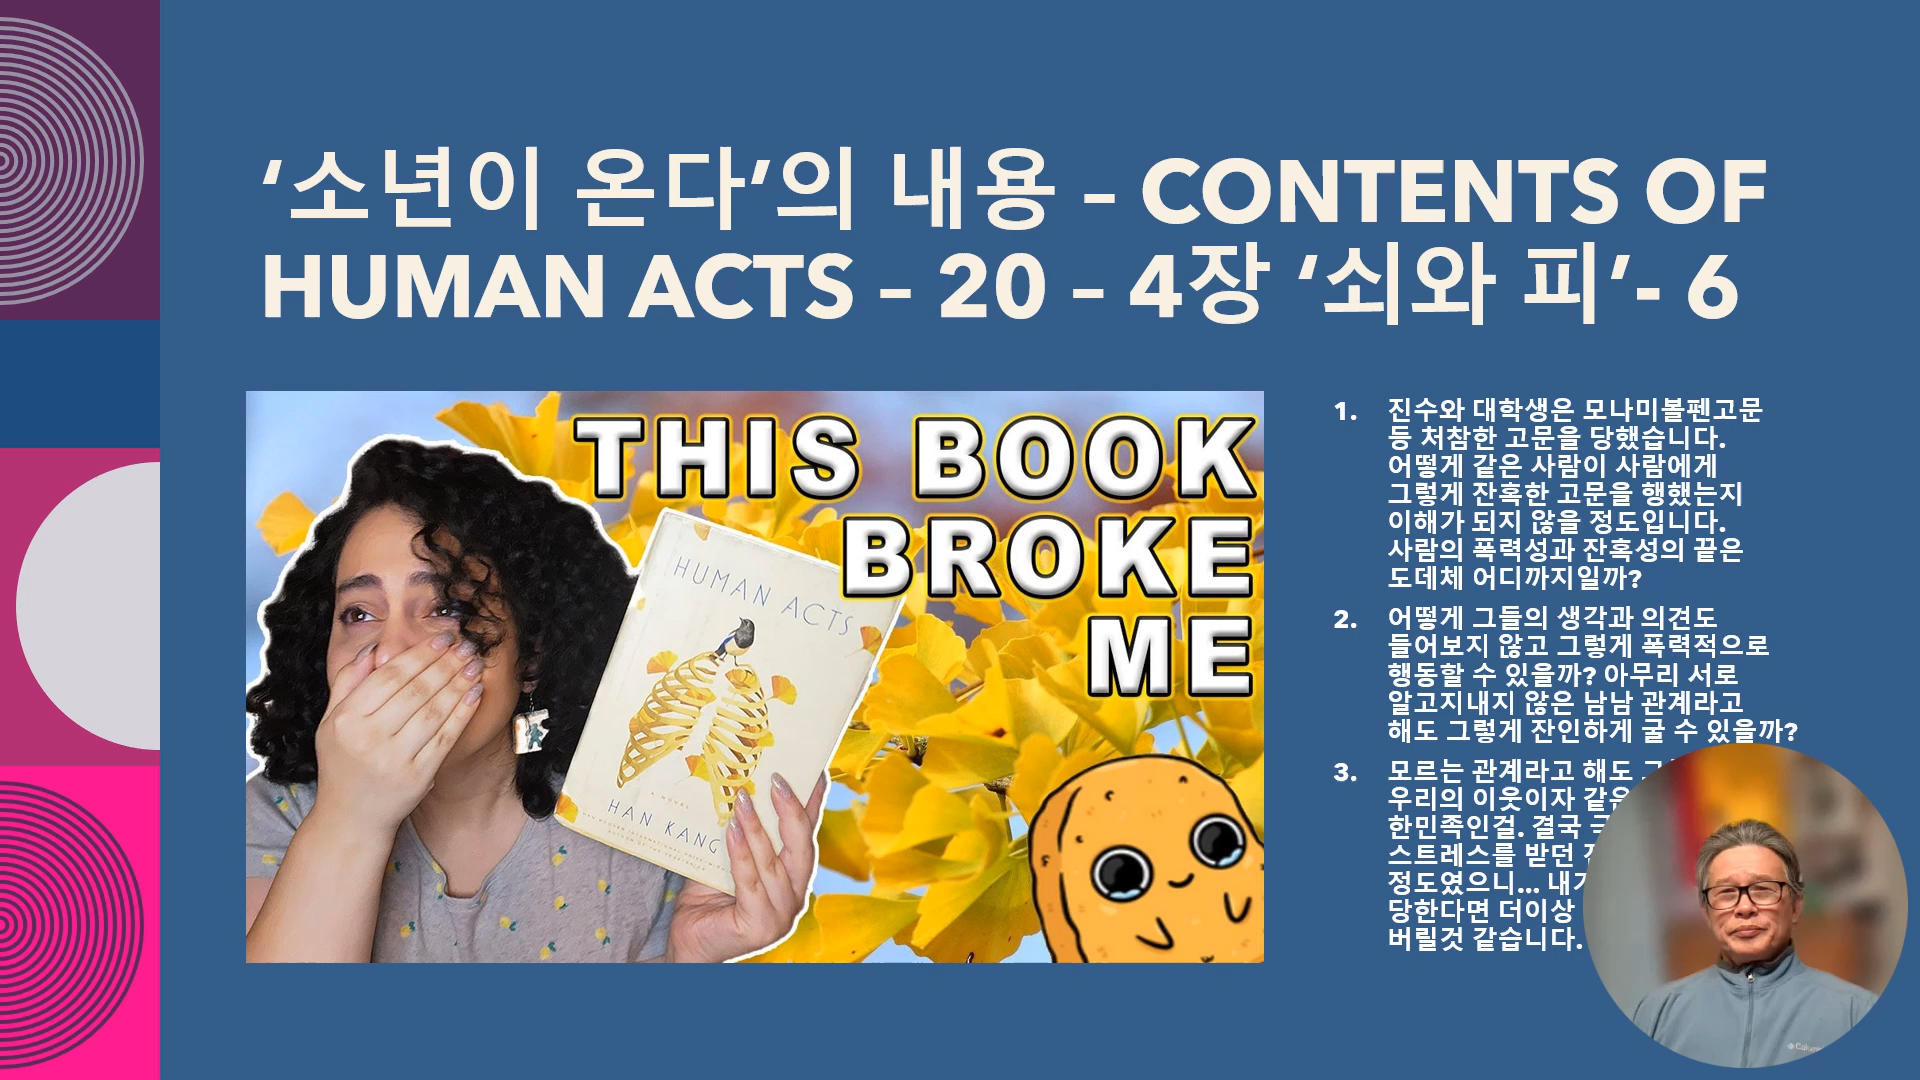 ‘소년이 온다’의 내용 – CONTENTS OF
HUMAN ACTS – 20 – 4장 ‘쇠와 피’- 6
THIS BOOK
BROKE
ME
HUMAN ACTS
A NOVEL
HAN KANG
1. 진수와 대학생은 모나미볼펜고문
등 처참한 고문을 당했습니다.
어떻게 같은 사람이 사람에게
그렇게 잔혹한 고문을 행했는지
이해가 되지 않을 정도입니다.
사람의 폭력성과 잔혹성의 끝은
도데체 어디까지일까?
2. 어떻게 그들의 생각과 의견도
들어보지 않고 그렇게 폭력적으로
행동할 수 있을까? 아무리 서로
알고지내지 않은 남남 관계라고
해도 그렇게 잔인하게 굴 수 있을까?
3. 모르는 관계라고 해도
우리의 이웃이자 같은
한민족인걸. 결국
스트레스를 받던
정도였으니... 내가
당한다면 더이상
버릴것 같습니다.